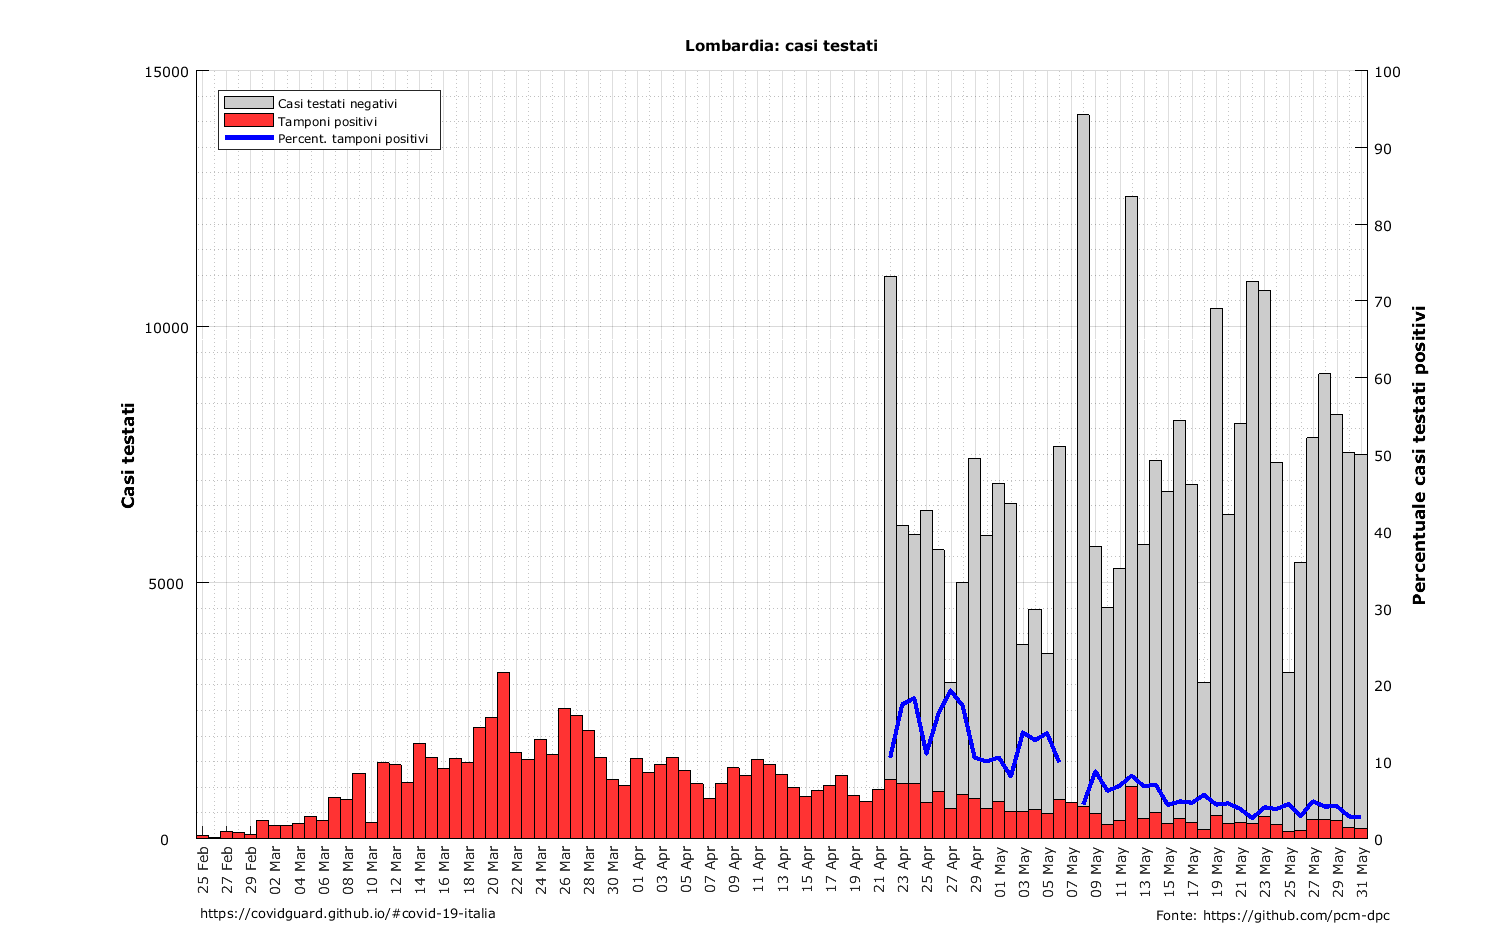 Lombardia: casi testati
Casi testati negativi
Tamponi positivi
Percent. tamponi positivi
Casi testati
15000
10000
5000
0
Percentuale casi testati positivi
100
90
80
70
60
50
40
30
20
10
0
25 Feb
27 Feb
29 Feb
02 Mar
04 Mar
06 Mar
08 Mar
10 Mar
12 Mar
14 Mar
16 Mar
18 Mar
20 Mar
22 Mar
24 Mar
26 Mar
28 Mar
30 Mar
01 Apr
03 Apr
05 Apr
07 Apr
09 Apr
11 Apr
13 Apr
15 Apr
17 Apr
19 Apr
21 Apr
23 Apr
25 Apr
27 Apr
29 Apr
01 May
03 May
05 May
07 May
09 May
11 May
13 May
15 May
17 May
19 May
21 May
23 May
25 May
27 May
29 May
31 May
https://covidguard.github.io/#covid-19-italia
Fonte: https://github.com/pcm-dpc